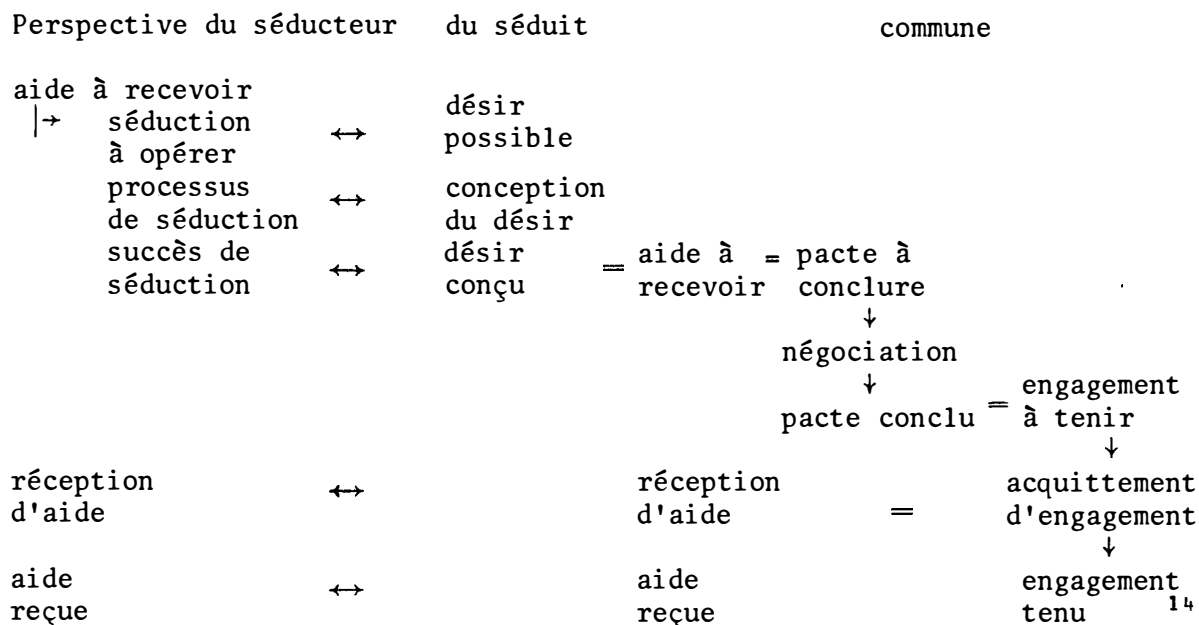 Perspective du séducteur du séduit commune
aide à recevoir
|→ séduction ↔ désir
à opérer possible
processus ↔ conception
de séduction du désir
succès de ↔ désir = aide à = pacte à
séduction conçu recevoir conclure
↓
négociation
↓
pacte conclu = engagement
à tenir
↓
réception ↔ réception acquittement
d'aide d'aide = d'engagement
↓
aide ↔ aide engagement
reçue reçue tenu 14